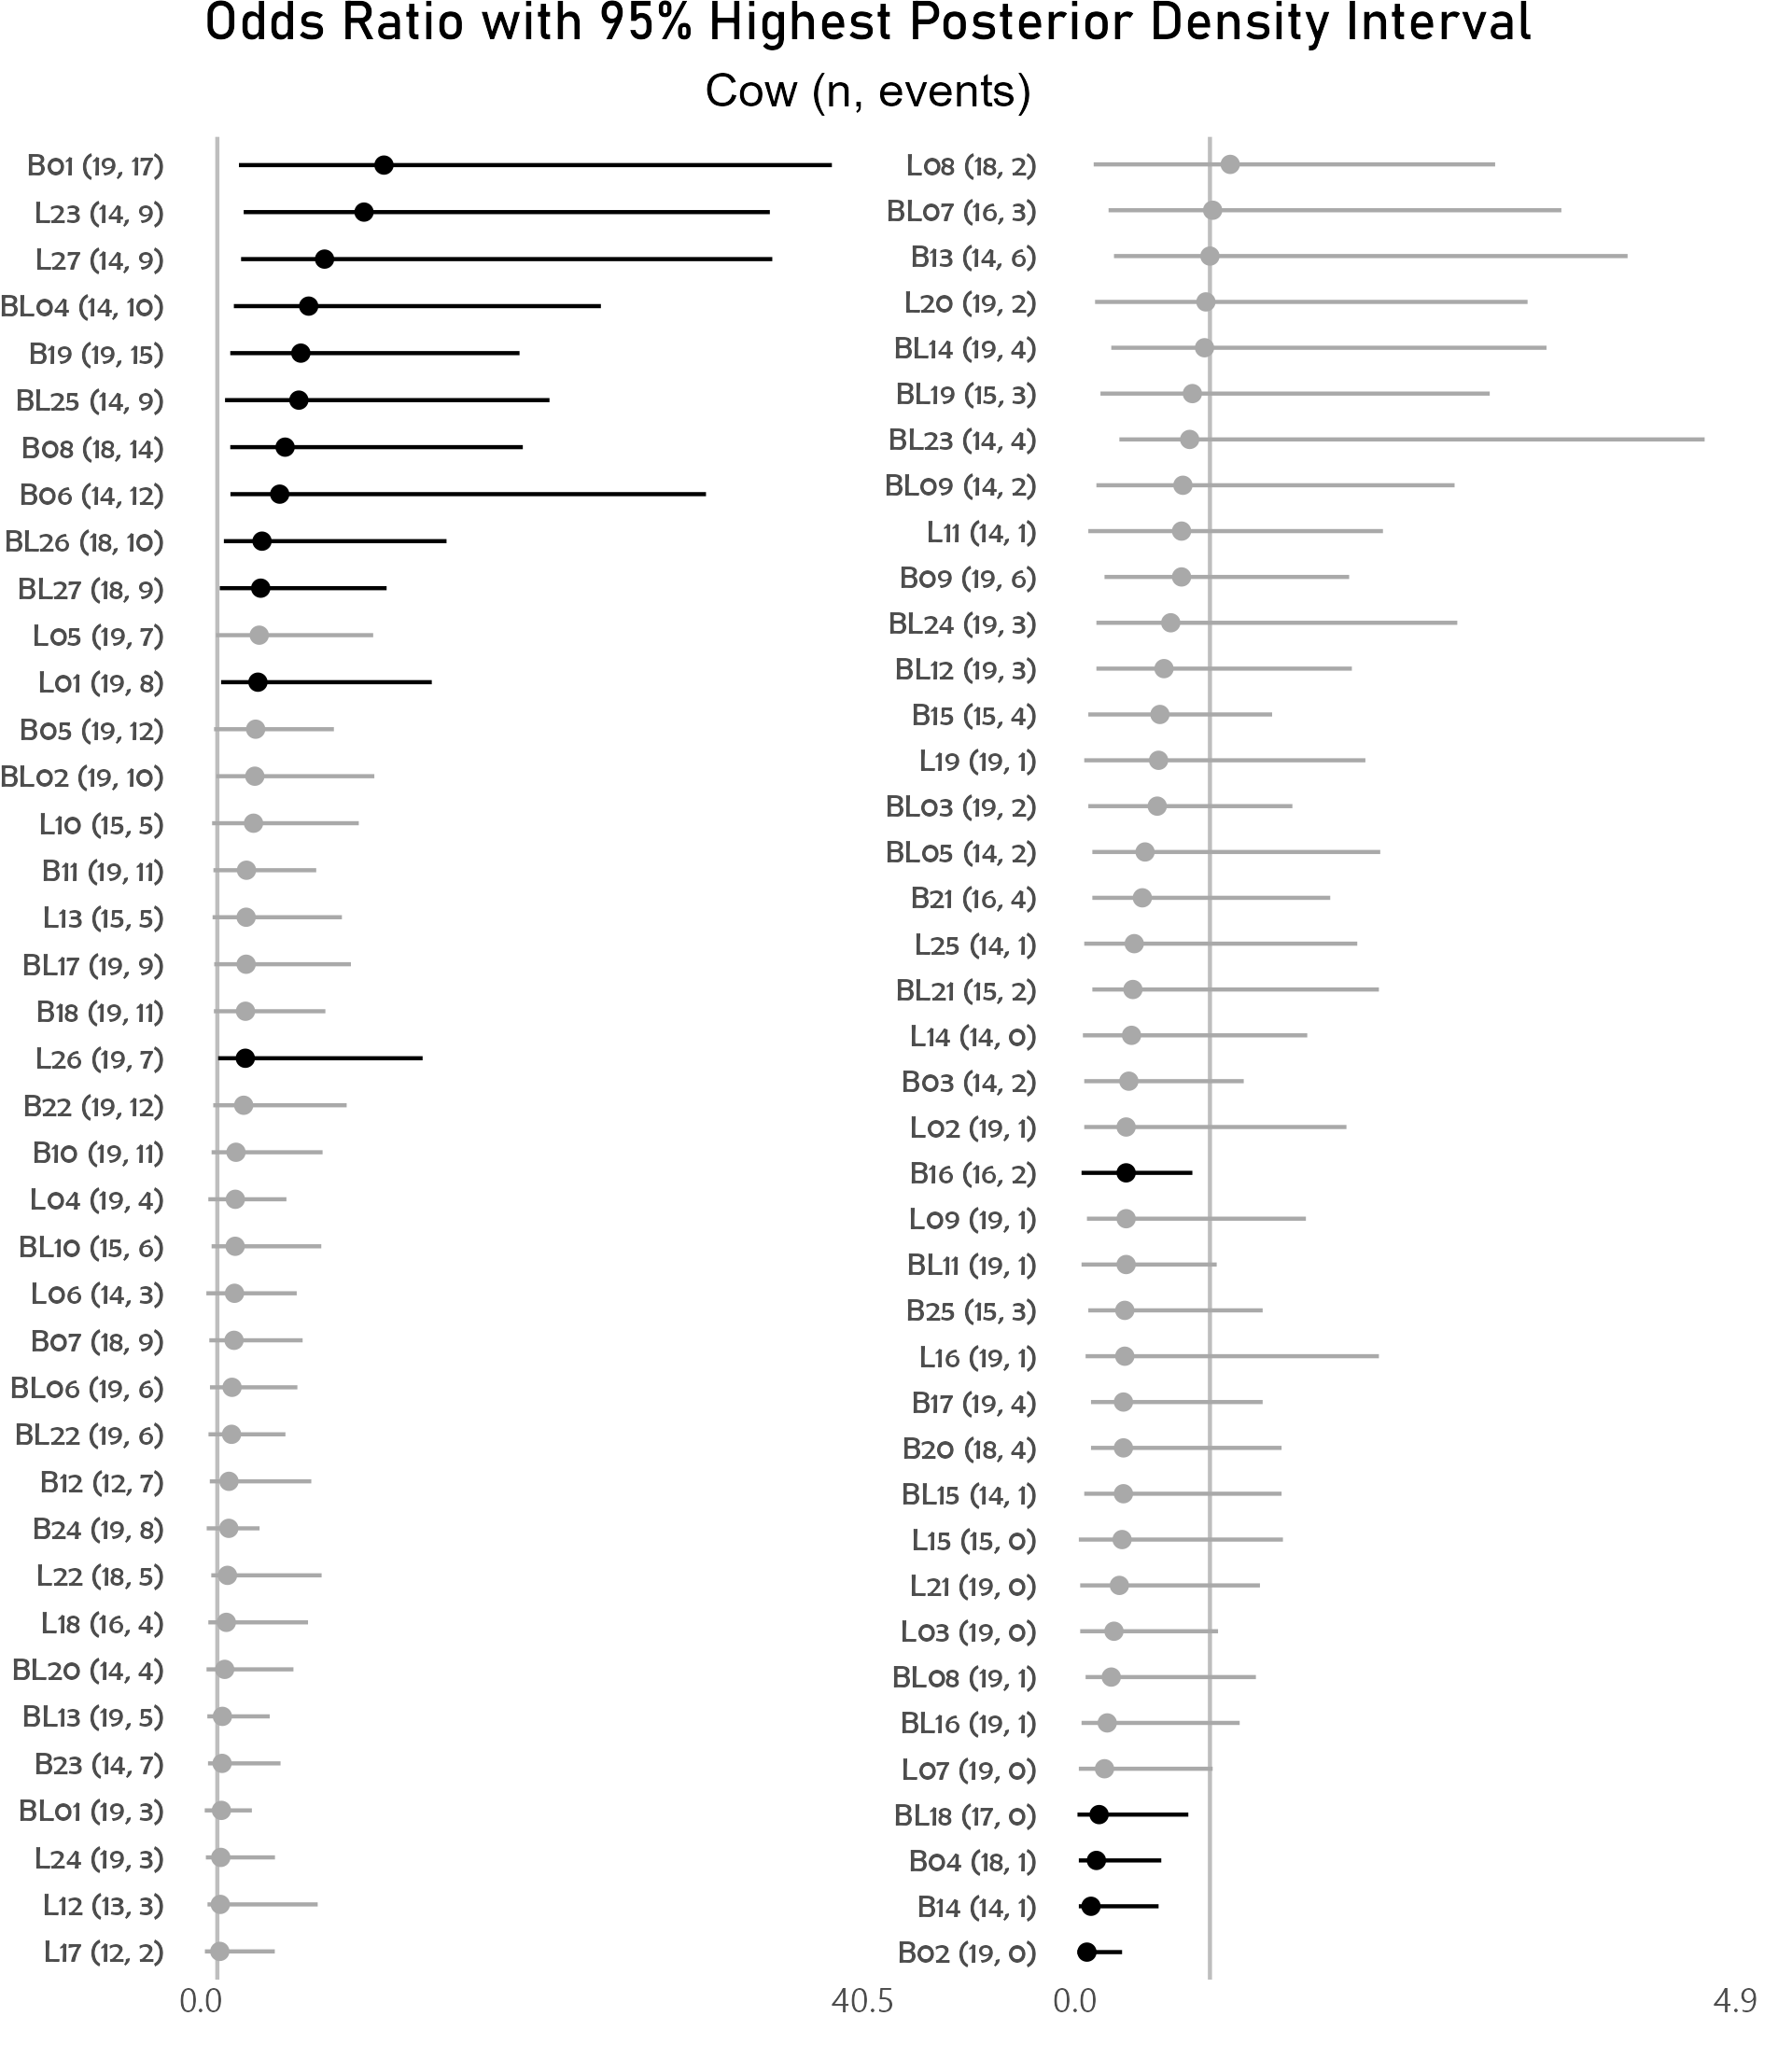 Odds Ratio with 95% Highest Posterior Density Interval
Cow (n, events)
B01 (19, 17)
L23 (14, 9)
L27 (14, 9)
BL04 (14, 10)
B19 (19, 15)
BL25 (14, 9)
B08 (18, 14)
B06 (14, 12)
BL26 (18, 10)
BL27 (18, 9)
L05 (19, 7)
L01 (19, 8)
B05 (19, 12)
BL02 (19, 10)
L10 (15, 5)
B11 (19, 11)
L13 (15, 5)
BL17 (19, 9)
B18 (19, 11)
L26 (19, 7)
B22 (19, 12)
B10 (19, 11)
L04 (19, 4)
BL10 (15, 6)
L06 (14, 3)
B07 (18, 9)
BL06 (19, 6)
BL22 (19, 6)
B12 (12, 7)
B24 (19, 8)
L22 (18, 5)
L18 (16, 4)
BL20 (14, 4)
BL13 (19, 5)
B23 (14, 7)
BL01 (19, 3)
L24 (19, 3)
L12 (13, 3)
L17 (12, 2)
0.0 40.5
L08 (18, 2)
BL07 (16, 3)
B13 (14, 6)
L20 (19, 2)
BL14 (19, 4)
BL19 (15, 3)
BL23 (14, 4)
BL09 (14, 2)
L11 (14, 1)
B09 (19, 6)
BL24 (19, 3)
BL12 (19, 3)
B15 (15, 4)
L19 (19, 1)
BL03 (19, 2)
BL05 (14, 2)
B21 (16, 4)
L25 (14, 1)
BL21 (15, 2)
L14 (14, 0)
B03 (14, 2)
L02 (19, 1)
B16 (16, 2)
L09 (19, 1)
BL11 (19, 1)
B25 (15, 3)
L16 (19, 1)
B17 (19, 4)
B20 (18, 4)
BL15 (14, 1)
L15 (15, 0)
L21 (19, 0)
L03 (19, 0)
BL08 (19, 1)
BL16 (19, 1)
L07 (19, 0)
BL18 (17, 0)
B04 (18, 1)
B14 (14, 1)
B02 (19, 0)
0.0 4.9